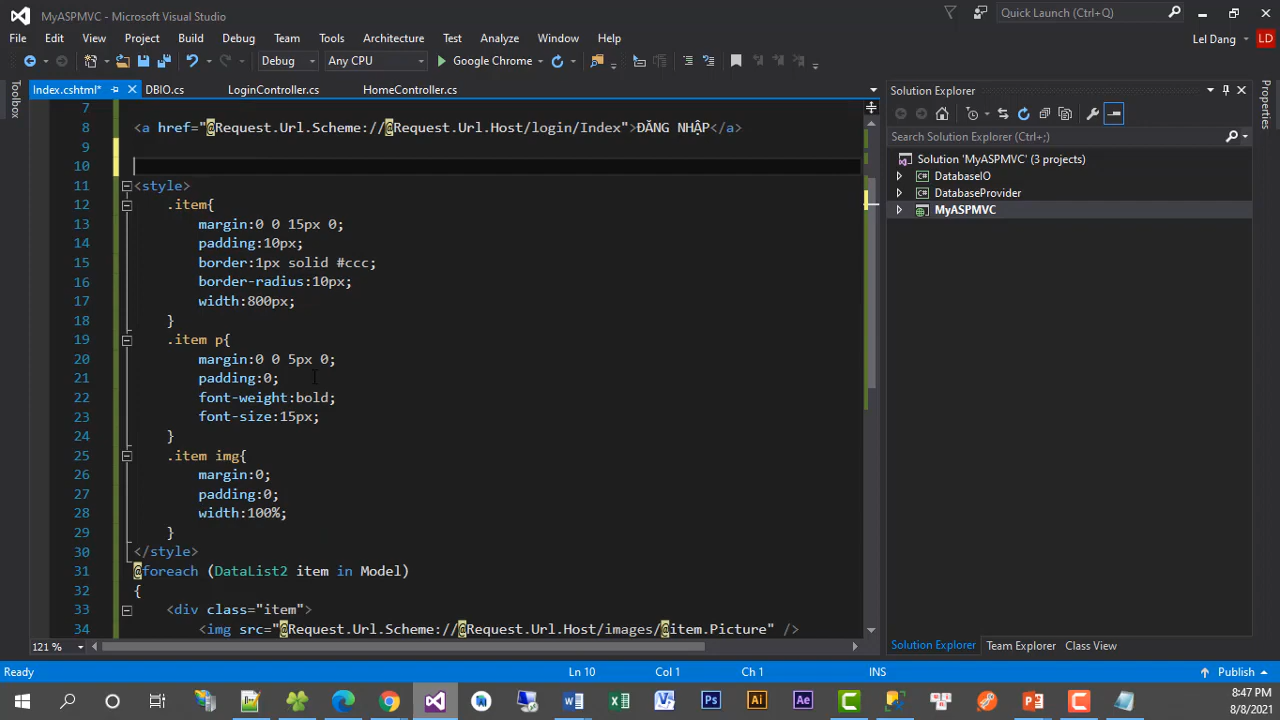 MyASPMVC - Microsoft Visual Studio
Quick Launch (Ctrl+Q)
File Edit View Project Build Debug Team Tools Architecture Test Analyze Window Help
Lel Dang LD
Debug Any CPU Google Chrome
Toolbox
Index.cshtml* DBIO.cs LoginController.cs HomeController.cs
7
8 <a href="@Request.Url.Scheme://@Request.Url.Host/login/Index">ĐĂNG NHẬP</a>
9
10
11 <style>
12 .item{
13 margin:0 0 15px 0;
14 padding:10px;
15 border:1px solid #ccc;
16 border-radius:10px;
17 width:800px;
18 }
19 .item p{
20 margin:0 0 5px 0;
21 padding:0;
22 font-weight:bold;
23 font-size:15px;
24 }
25 .item img{
26 margin:0;
27 padding:0;
28 width:100%;
29 }
30 </style>
31 @foreach (DataList2 item in Model)
32 {
33 <div class="item">
34 <img src="@Request.Url.Scheme://@Request.Url.Host/images/@item.Picture" />
121 %
Solution Explorer
Search Solution Explorer (Ctrl+;)
Solution 'MyASPMVC' (3 projects)
DatabaseIO
DatabaseProvider
MyASPMVC
Properties
Solution Explorer Team Explorer Class View
Ready Ln 10 Col 1 Ch 1 INS Publish
8:47 PM
8/8/2021